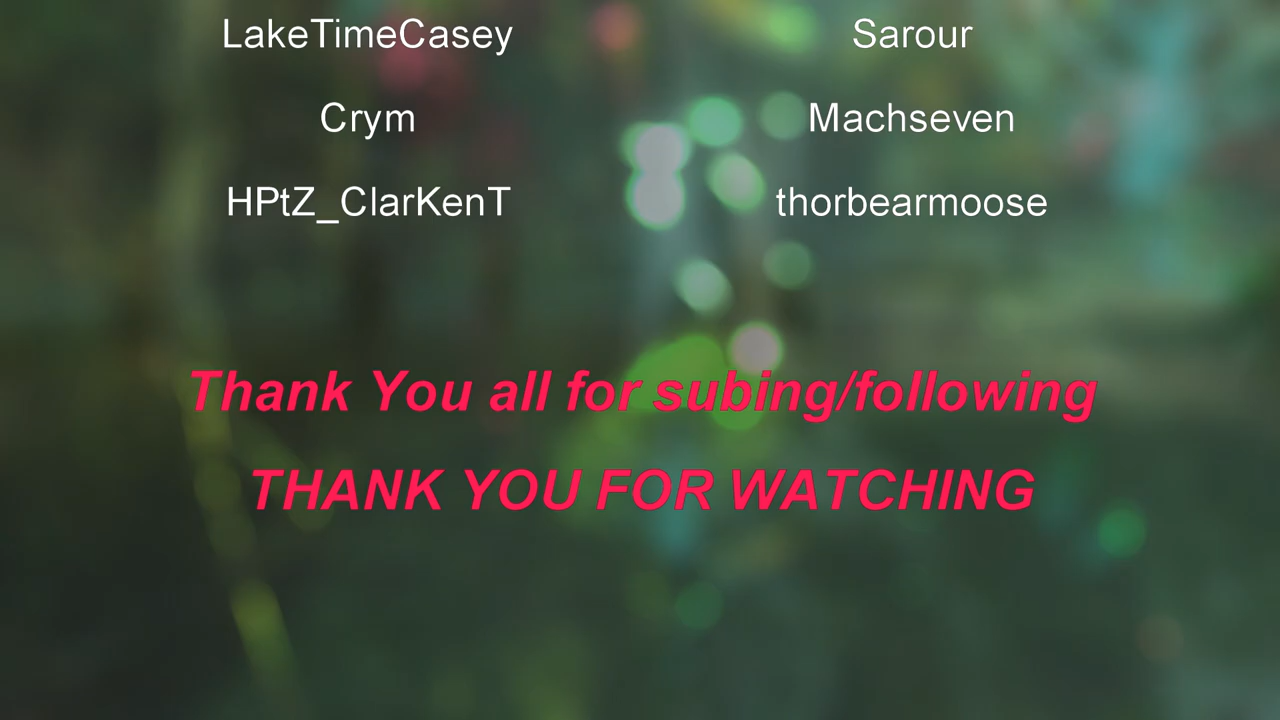 LakeTimeCasey Sarour
Crym Machseven
HPtZ_ClarKenT thorbearmoose
Thank You all for subing/following
THANK YOU FOR WATCHING